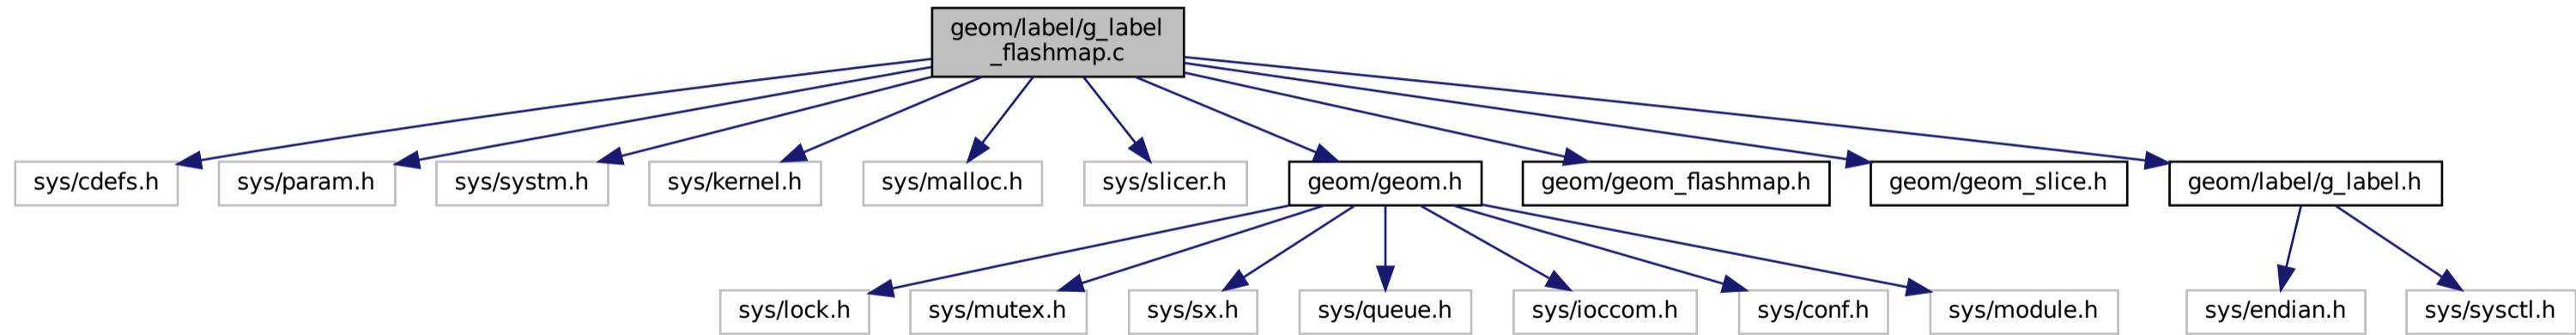 geom/label/g_label
_flashmap.c
sys/cdefs.h
sys/param.h
sys/systm.h
sys/kernel.h
sys/malloc.h
sys/slicer.h
geom/geom.h
geom/geom_flashmap.h
geom/geom_slice.h
geom/label/g_label.h
sys/lock.h
sys/mutex.h
sys/sx.h
sys/queue.h
sys/ioccom.h
sys/conf.h
sys/module.h
sys/endian.h
sys/sysctl.h